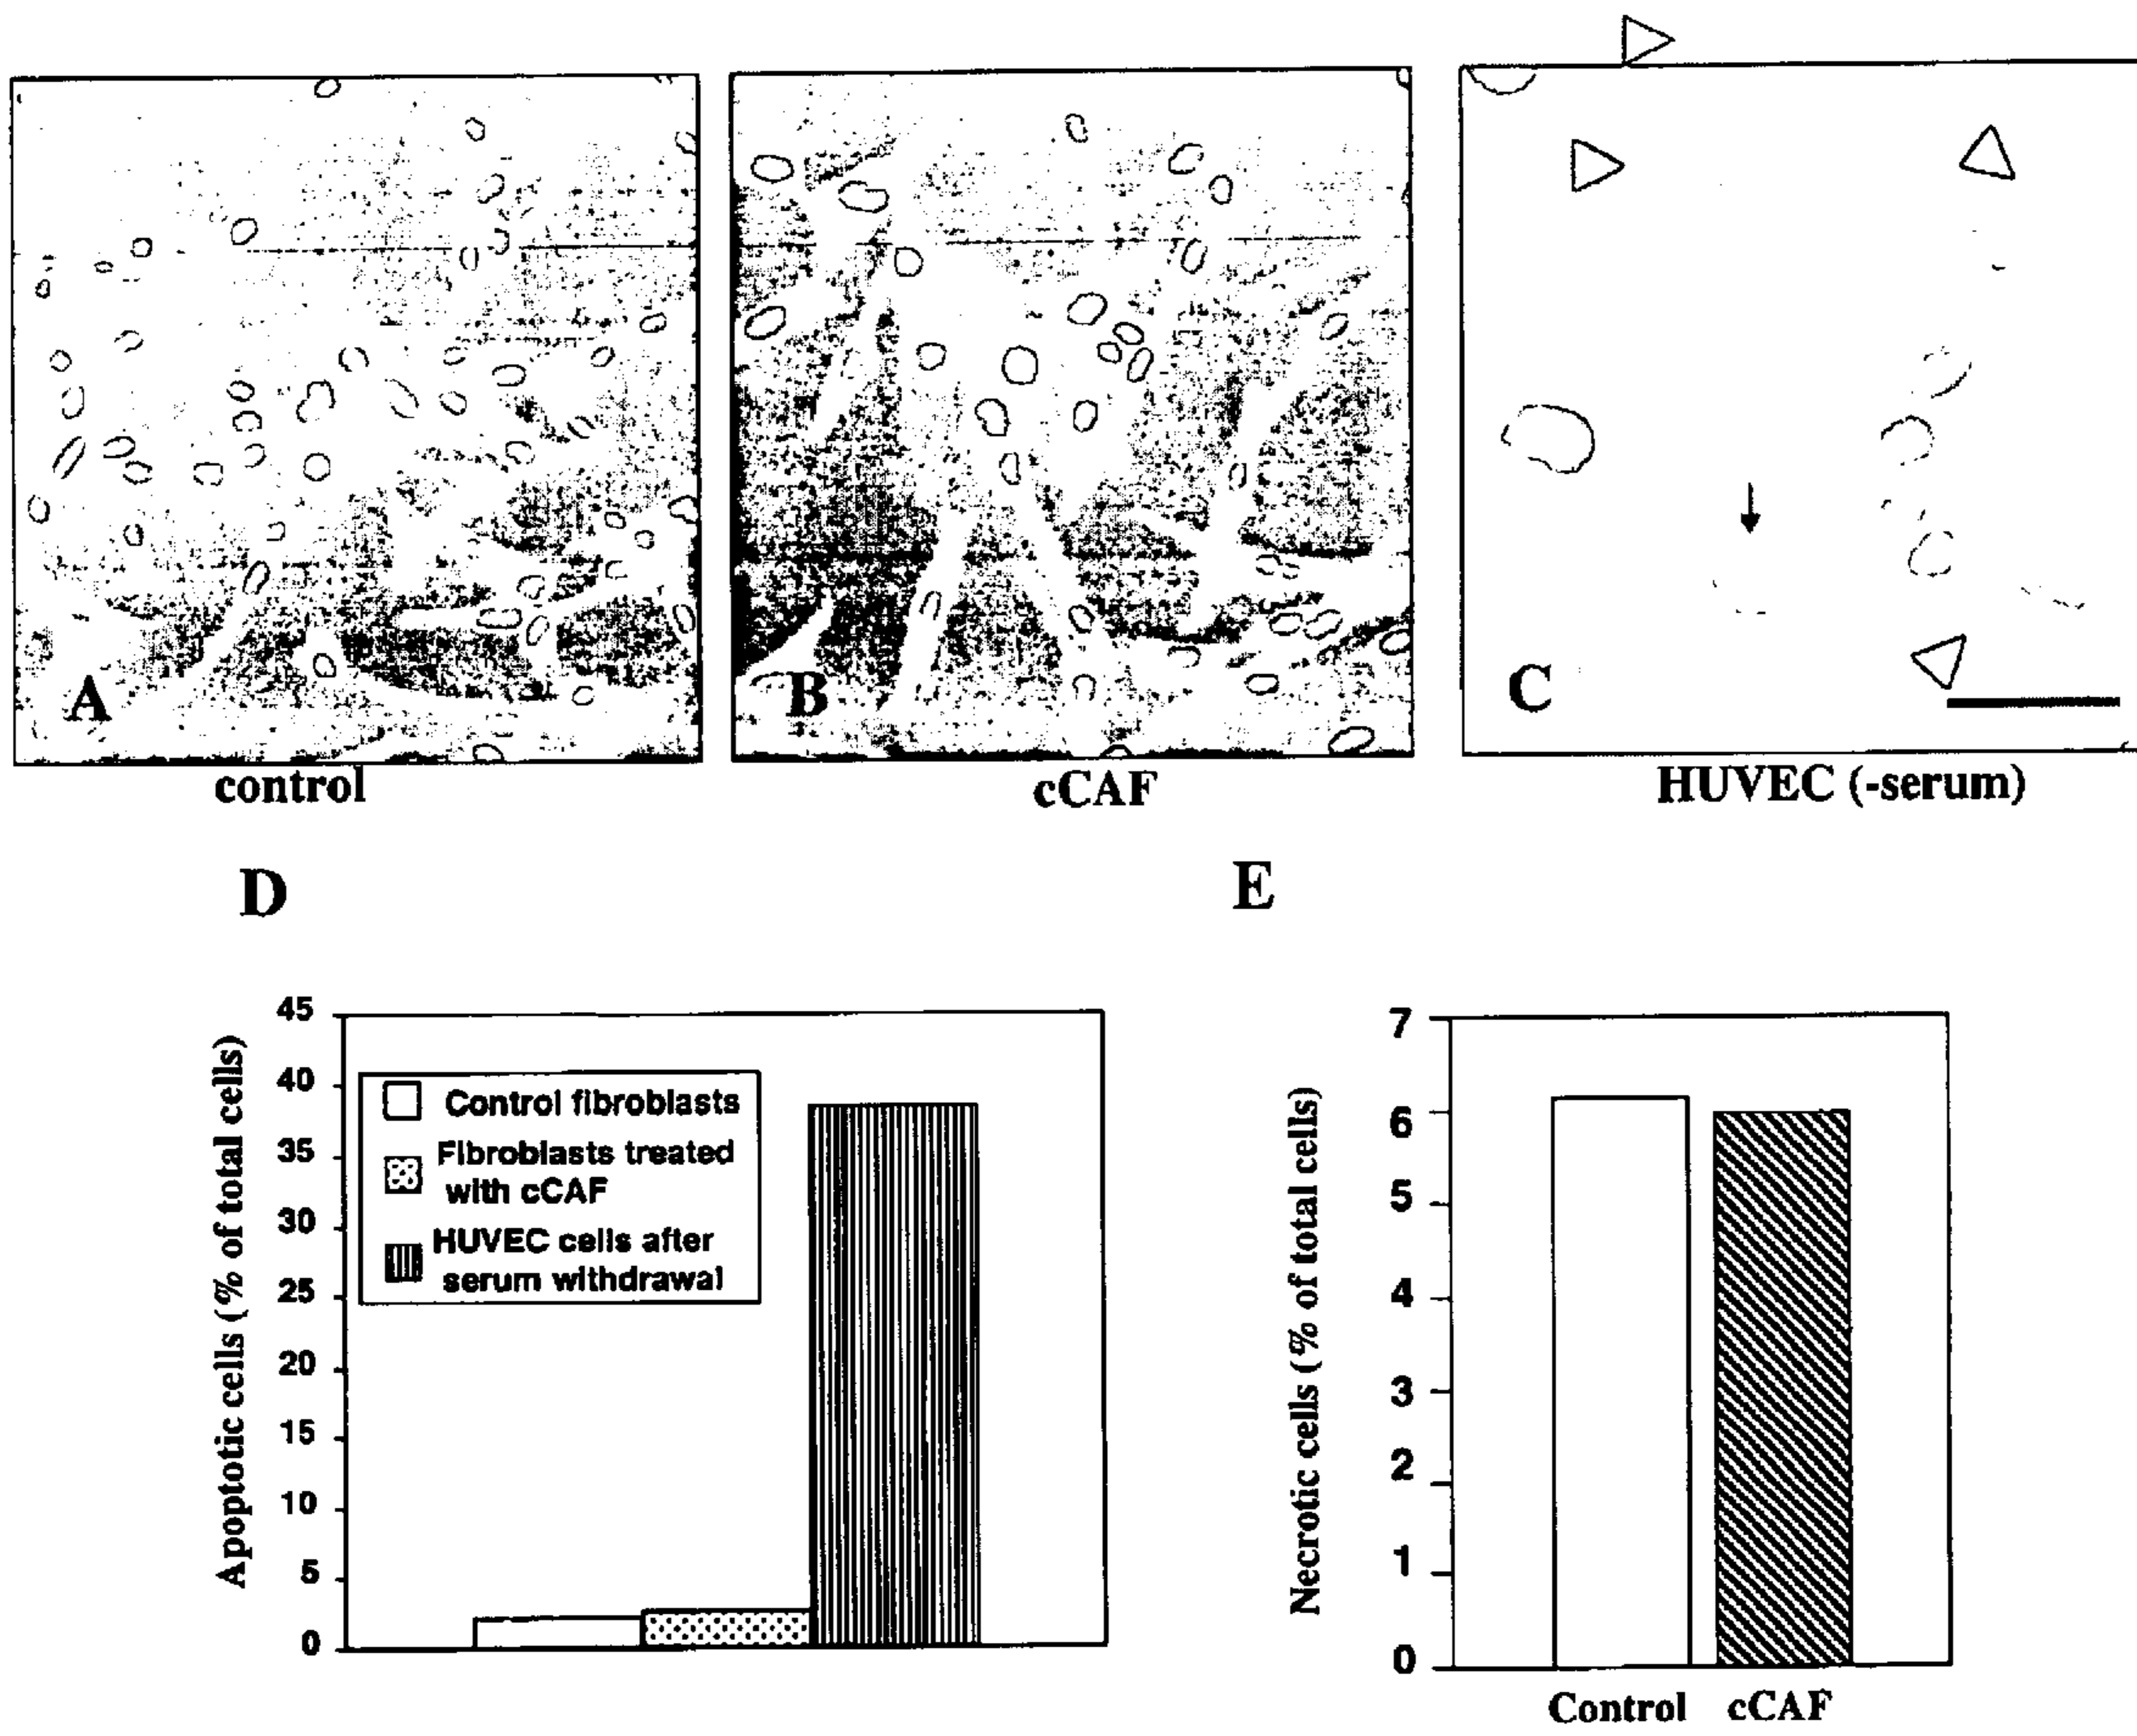 A
B
C
control
cCAF
HUVEC (-serum)
D
E
Apoptotic cells (% of total cells)
45
40
35
30
25
20
15
10
5
0
Control fibroblasts
Fibroblasts treated
with cCAF
HUVEC cells after
serum withdrawal
Necrotic cells (% of total cells)
7
6
5
4
3
2
1
0
Control
cCAF